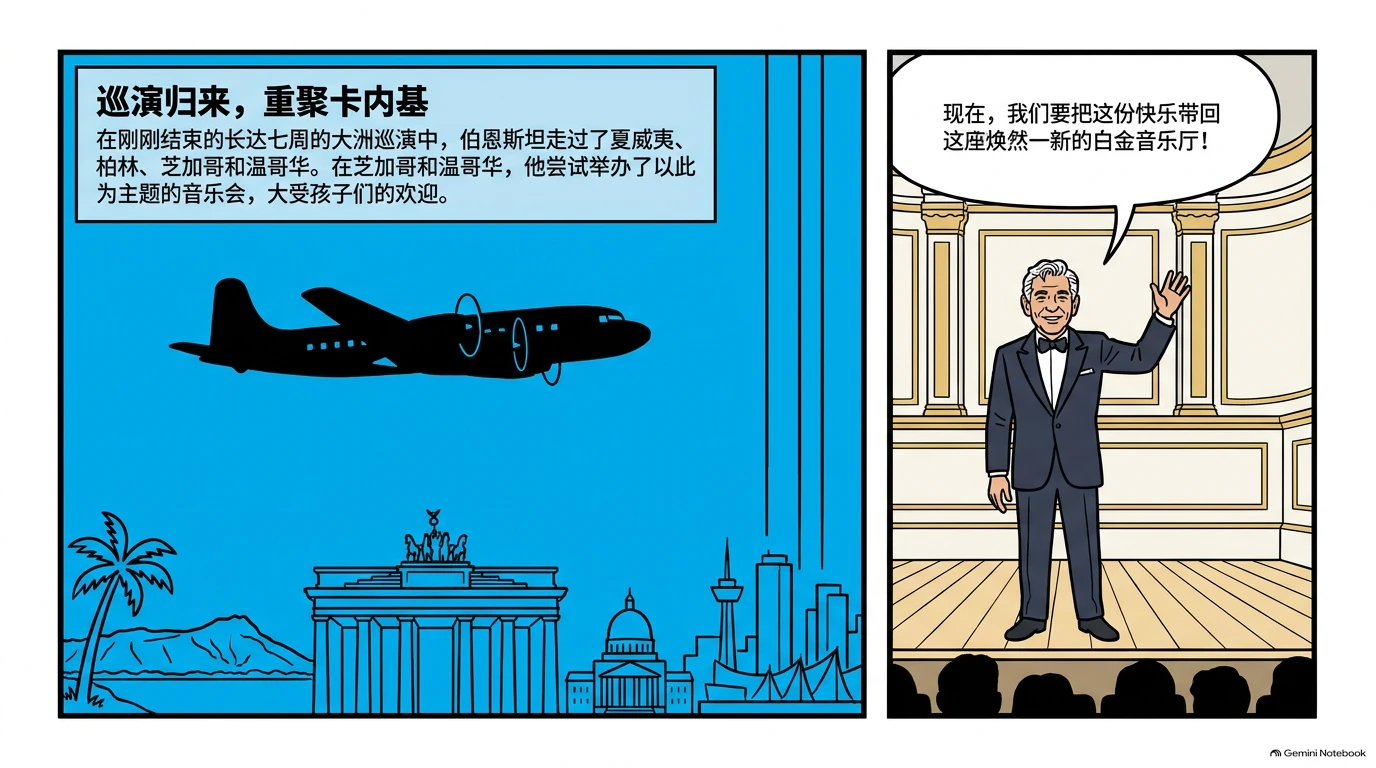 巡演归来，重聚卡内基
在刚刚结束的长达七周的大洲巡演中，伯恩斯坦走过了夏威夷、
柏林、芝加哥和温哥华。在芝加哥和温哥华，他尝试举办了以此
为主题的音乐会，大受孩子们的欢迎。
现在，我们要把这份快乐带回
这座焕然一新的白金音乐厅！
Gemini Notebook